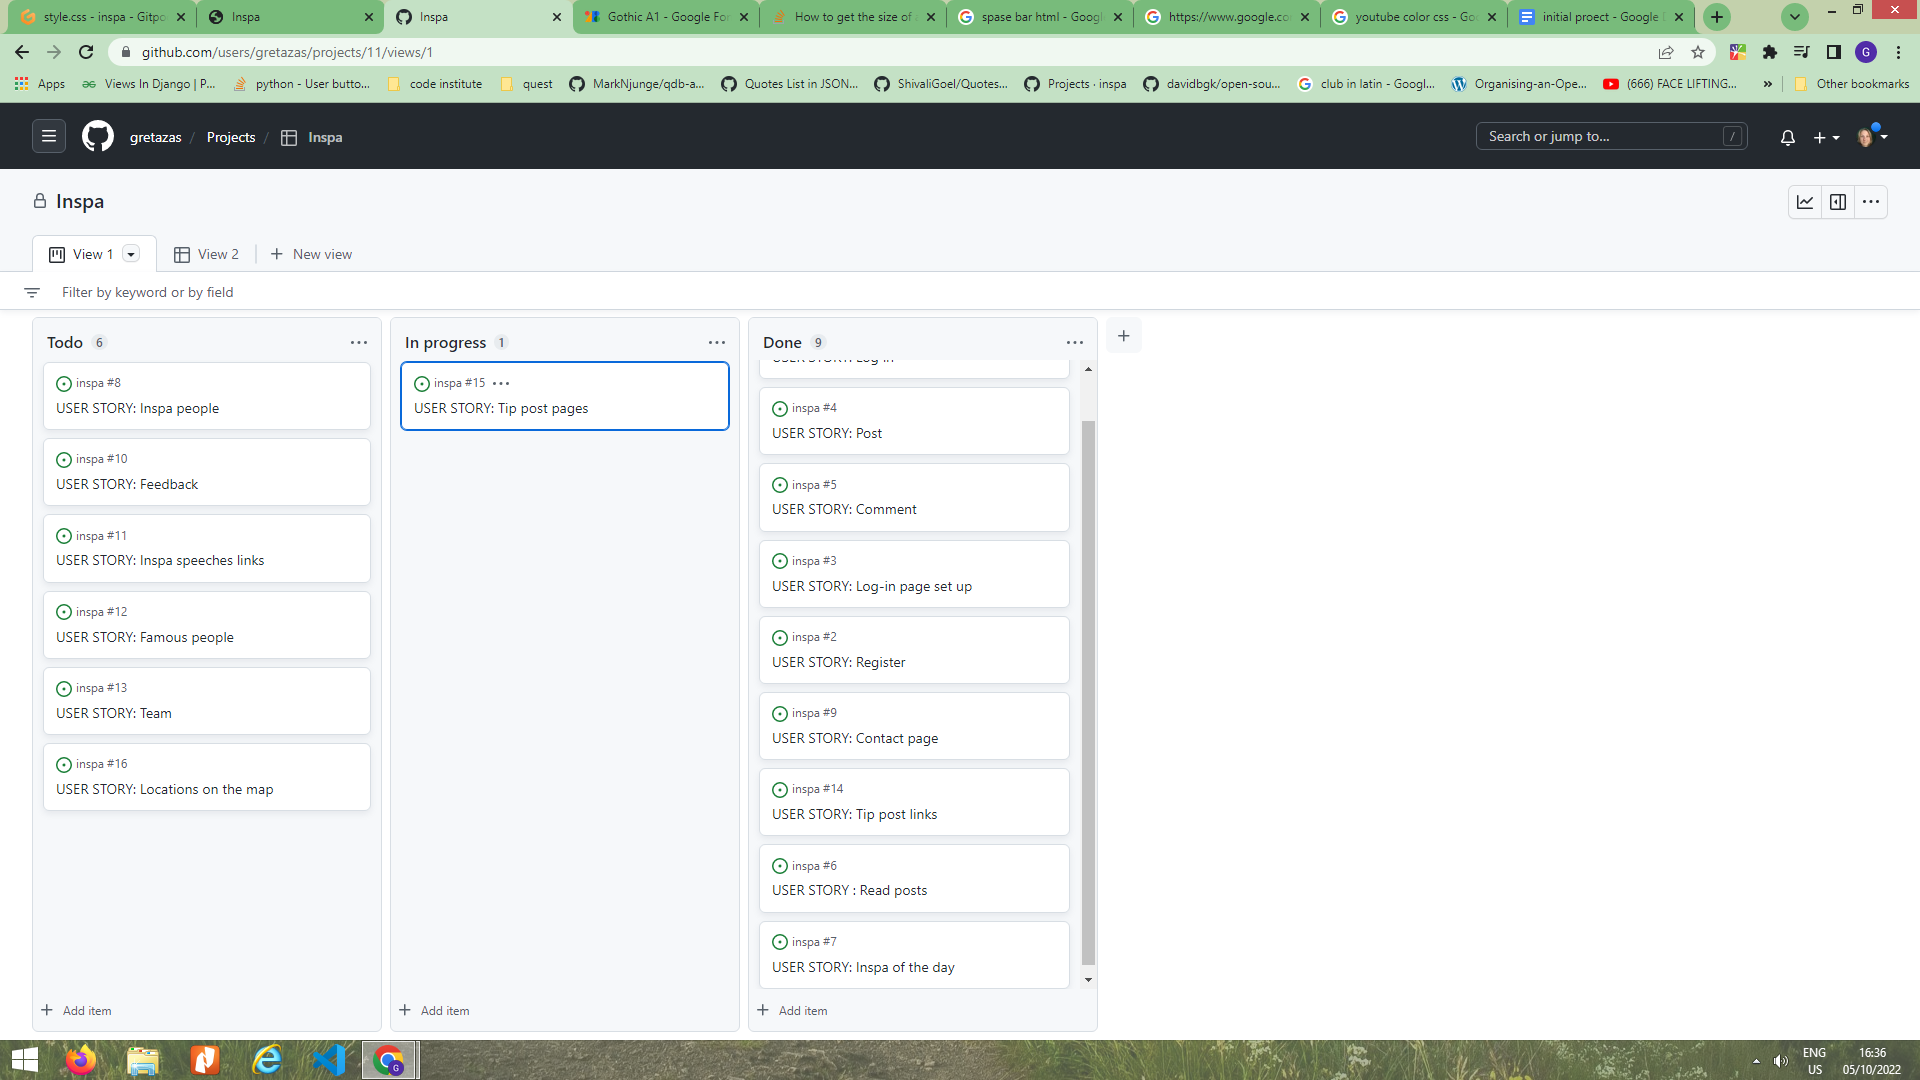 style.css - inspa - Gitpo
Inspa
Inspa
Gothic A1 - Google Fon
How to get the size of
spase bar html - Googl
https://www.google.co
youtube color css - Goo
initial proect - Google D
github.com/users/gretazas/projects/11/views/1
G
Apps
Views In Django | P...
python - User butto...
code institute
quest
MarkNjunge/qdb-a...
Quotes List in JSON...
ShivaliGoel/Quotes...
Projects · inspa
davidbgk/open-sou...
club in latin - Googl...
Organising-an-Ope...
(666) FACE LIFTING...
»
Other bookmarks
gretazas / Projects / Inspa
Search or jump to...
/
Inspa
View 1
View 2
New view
Filter by keyword or by field
Todo 6
inspa #8
USER STORY: Inspa people
inspa #10
USER STORY: Feedback
inspa #11
USER STORY: Inspa speeches links
inspa #12
USER STORY: Famous people
inspa #13
USER STORY: Team
inspa #16
USER STORY: Locations on the map
Add item
In progress 1
inspa #15
USER STORY: Tip post pages
Add item
Done 9
USER STORY: Log in
inspa #4
USER STORY: Post
inspa #5
USER STORY: Comment
inspa #3
USER STORY: Log-in page set up
inspa #2
USER STORY: Register
inspa #9
USER STORY: Contact page
inspa #14
USER STORY: Tip post links
inspa #6
USER STORY : Read posts
inspa #7
USER STORY: Inspa of the day
Add item
G
ENG
US
16:36
05/10/2022